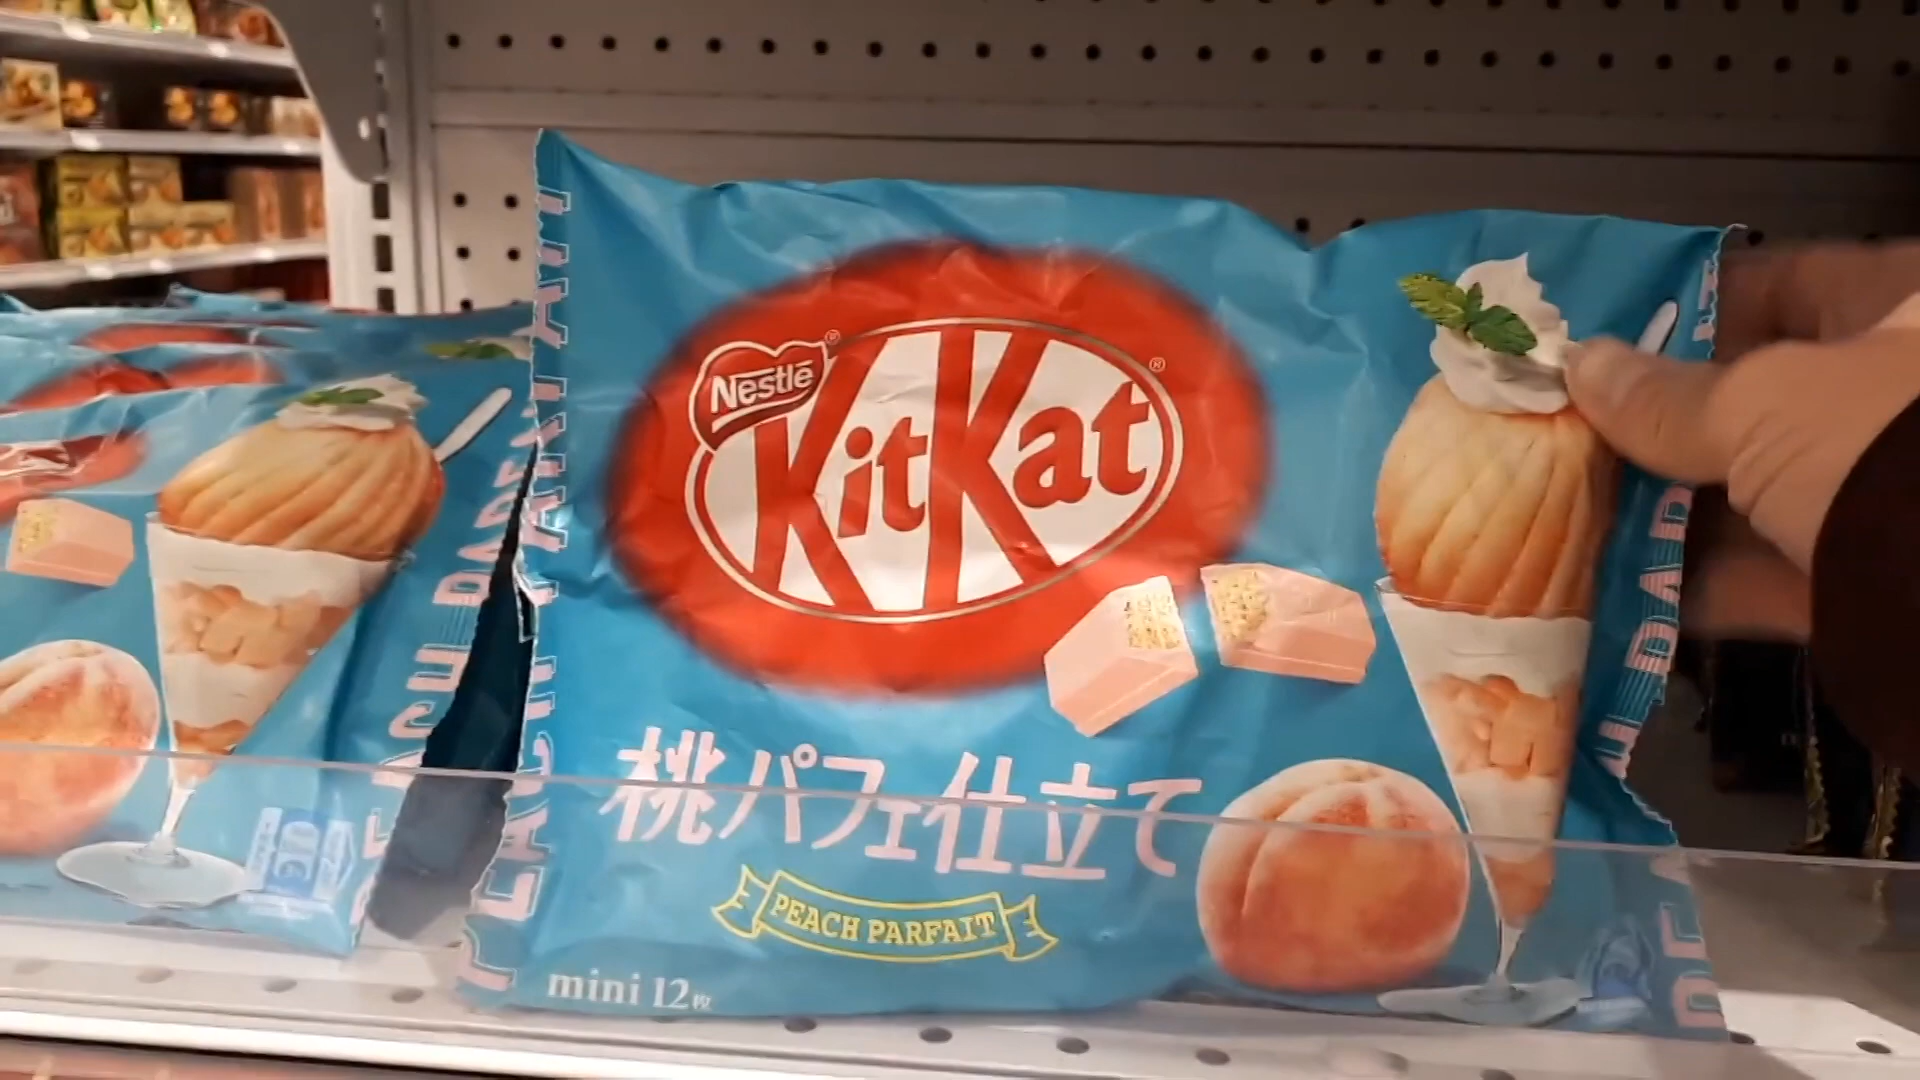 Nestlé
KitKat
桃パフェ仕立て
PEACH PARFAIT
mini 12枚
PEACH PARFAIT